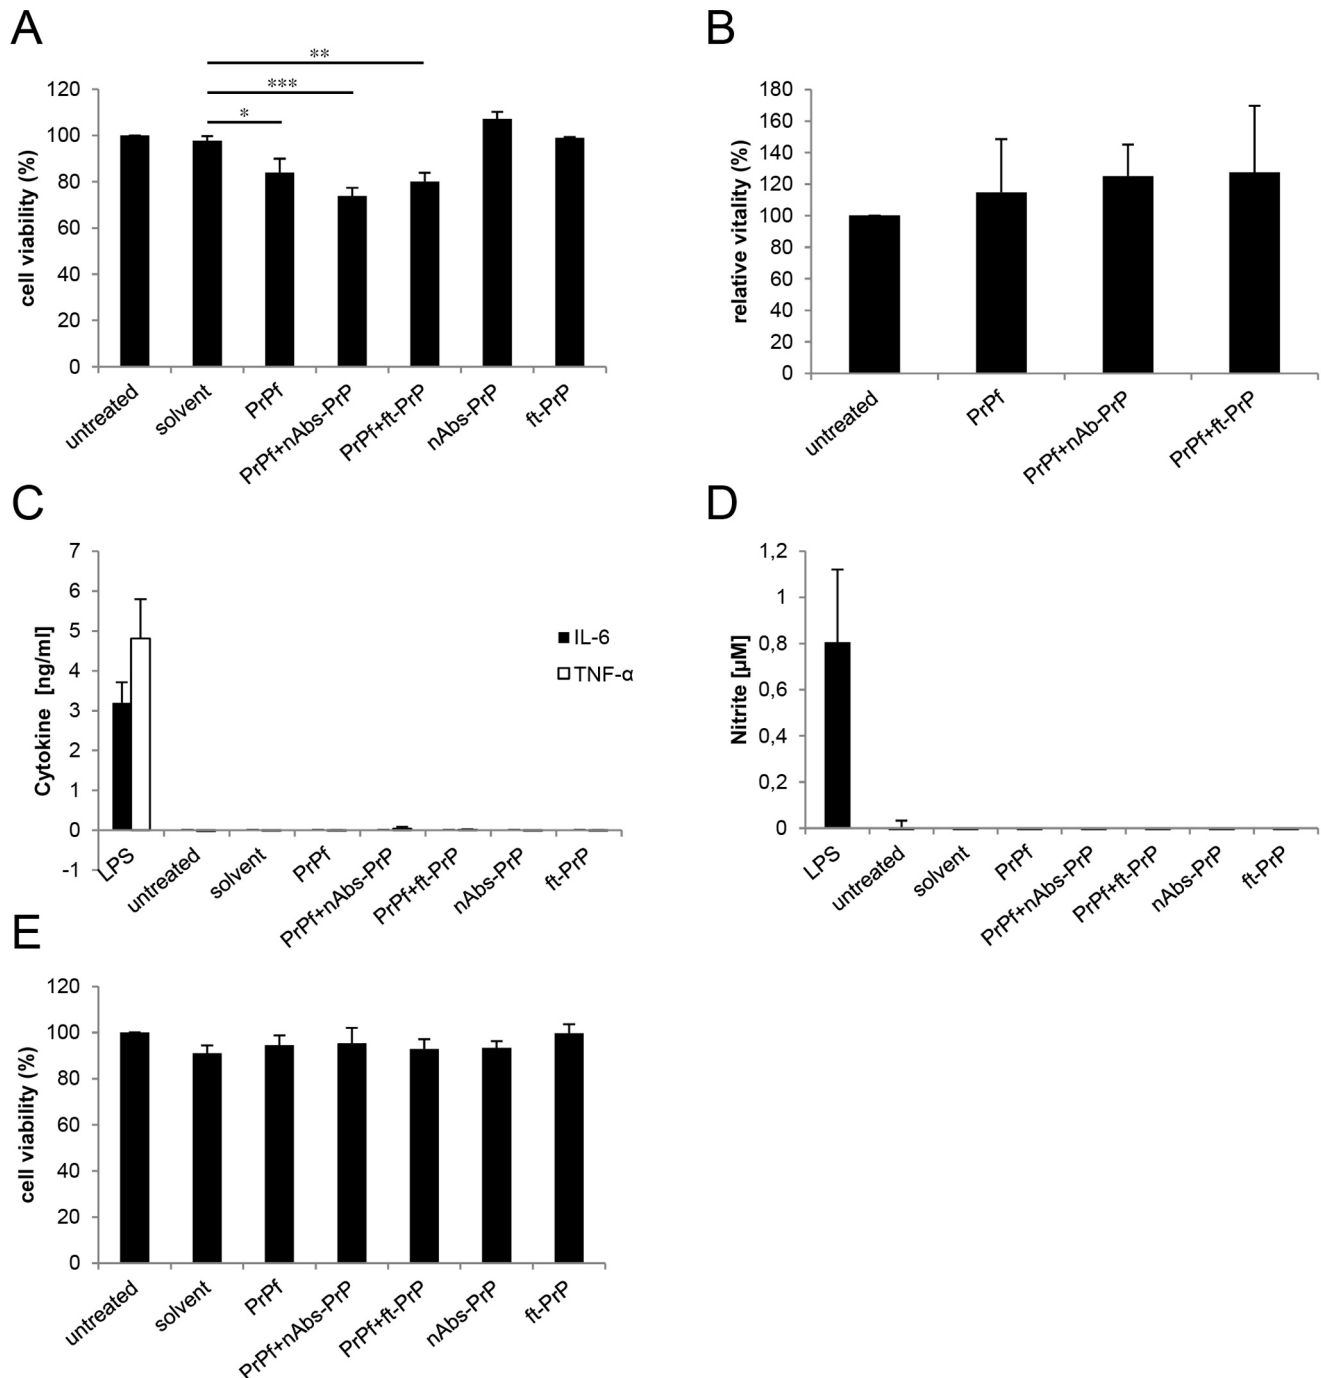 A
**
***
*
cell viability (%)
120
100
80
60
40
20
0
untreated
solvent
PrPf
PrPf+nAbs-PrP
PrPf+ft-PrP
nAbs-PrP
ft-PrP
B
relative vitality (%)
180
160
140
120
100
80
60
40
20
0
untreated
PrPf
PrPf+nAb-PrP
PrPf+ft-PrP
C
Cytokine [ng/ml]
7
6
5
4
3
2
1
0
-1
IL-6
TNF-α
LPS
untreated
solvent
PrPf
PrPf+nAbs-PrP
PrPf+ft-PrP
nAbs-PrP
ft-PrP
D
Nitrite [µM]
1,2
1
0,8
0,6
0,4
0,2
0
LPS
untreated
solvent
PrPf
PrPf+nAbs-PrP
PrPf+ft-PrP
nAbs-PrP
ft-PrP
E
cell viability (%)
120
100
80
60
40
20
0
untreated
solvent
PrPf
PrPf+nAbs-PrP
PrPf+ft-PrP
nAbs-PrP
ft-PrP